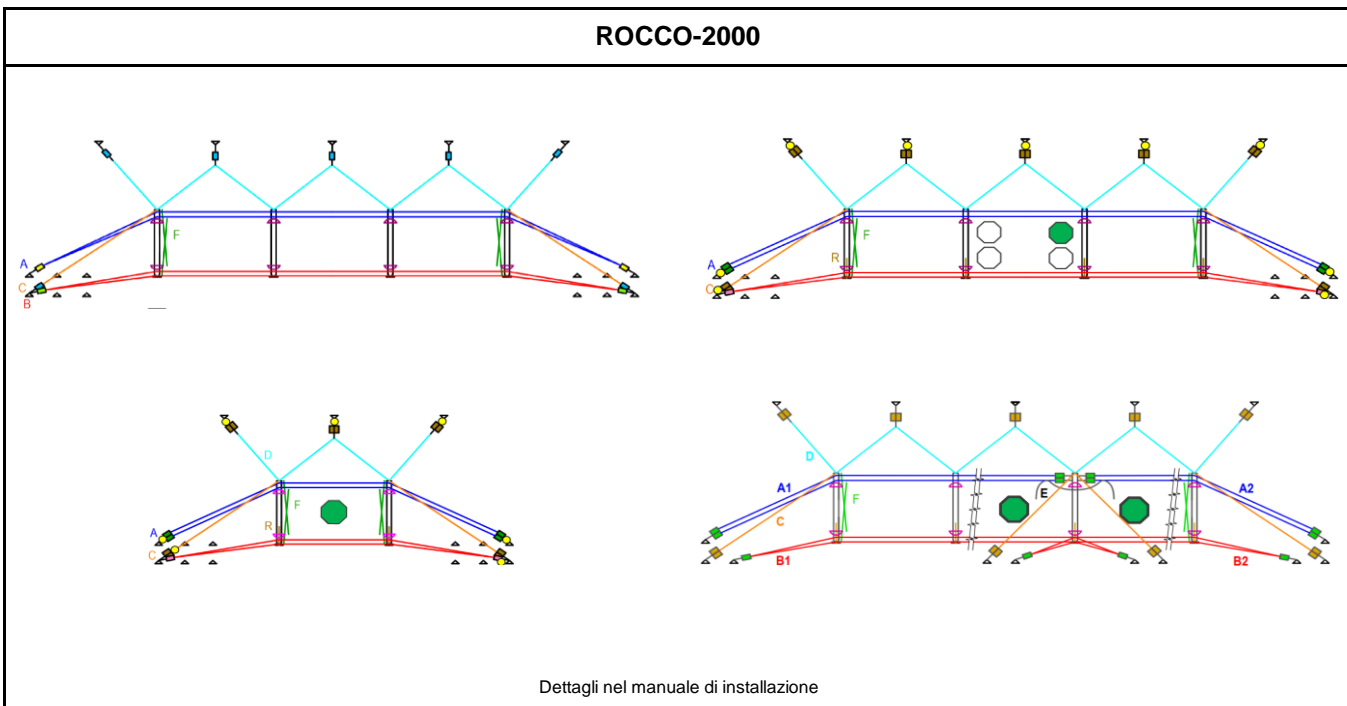 ROCCO-2000
F
A
C
B
F
R
A
C
D
F
R
A
C
D
A1
F
E
A2
C
B1
B2
Dettagli nel manuale di installazione